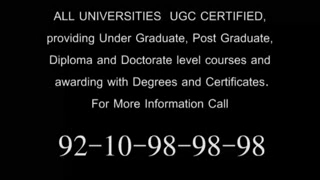 ALL UNIVERSITIES UGC CERTIFIED,
providing Under Graduate, Post Graduate,
Diploma and Doctorate level courses and
awarding with Degrees and Certificates.
For More Information Call
92-10-98-98-98